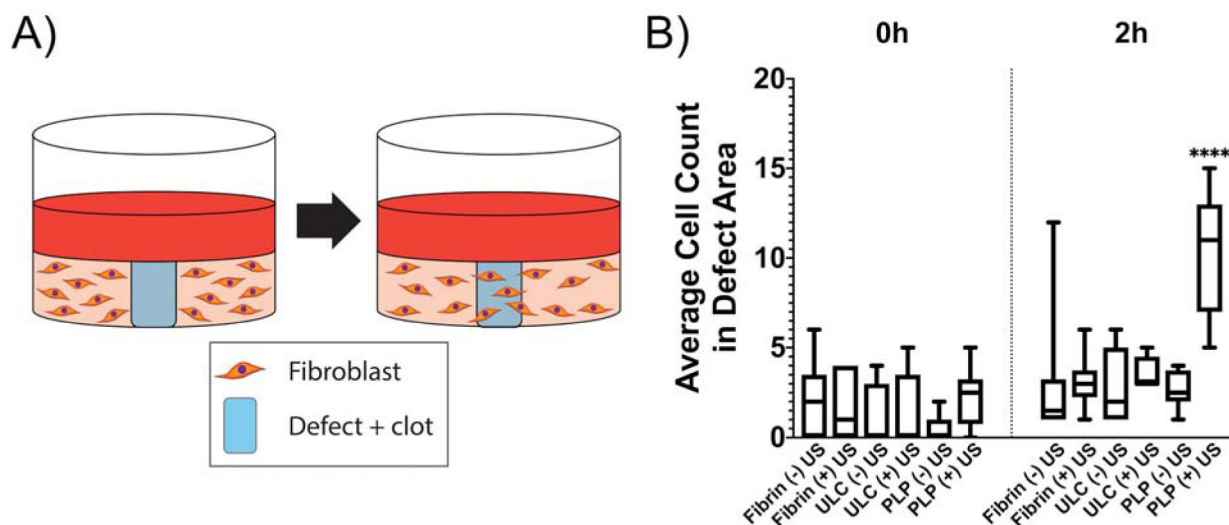 A)
Fibroblast
Defect + clot
B)
0h
2h
Average Cell Count
in Defect Area
20
15
10
5
0
****
Fibrin (-) US
Fibrin (+) US
ULC (-) US
ULC (+) US
PLP (-) US
PLP (+) US
Fibrin (-) US
Fibrin (+) US
ULC (-) US
ULC (+) US
PLP (-) US
PLP (+) US